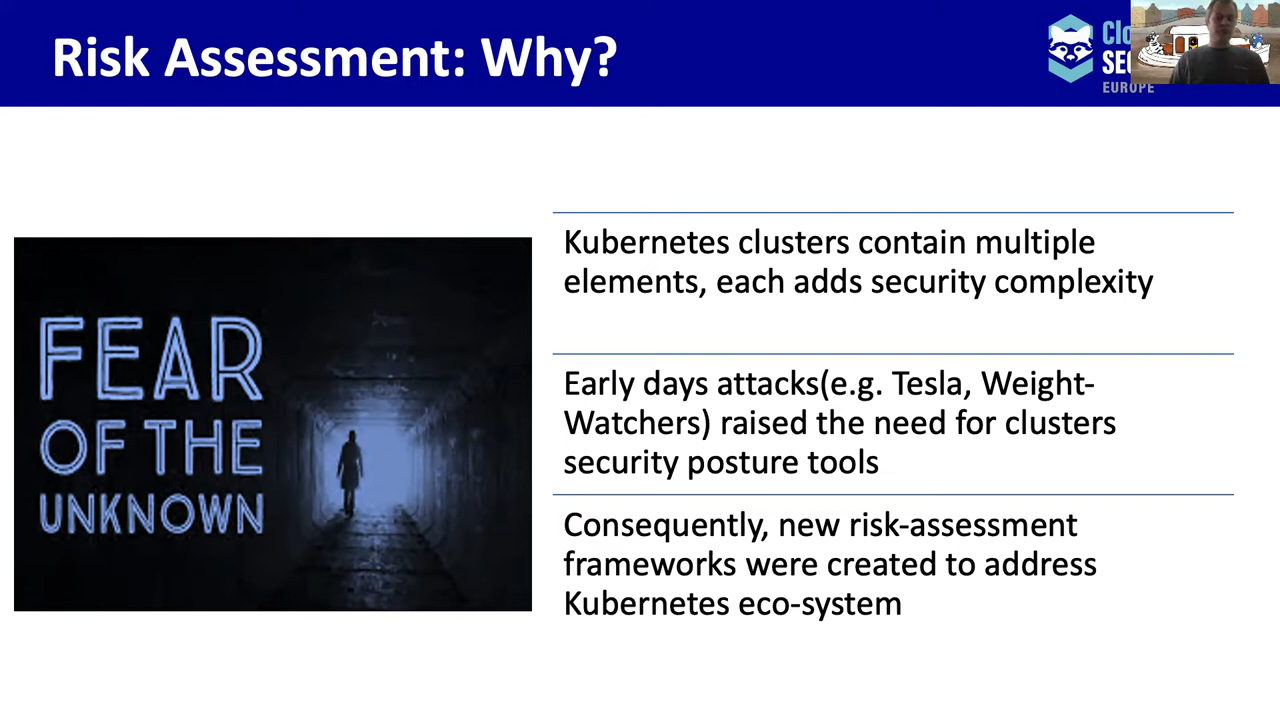 Risk Assessment: Why?
Clo
SEC
EUROPE
FEAR
OF THE
UNKNOWN
Kubernetes clusters contain multiple
elements, each adds security complexity
Early days attacks(e.g. Tesla, Weight-
Watchers) raised the need for clusters
security posture tools
Consequently, new risk-assessment
frameworks were created to address
Kubernetes eco-system